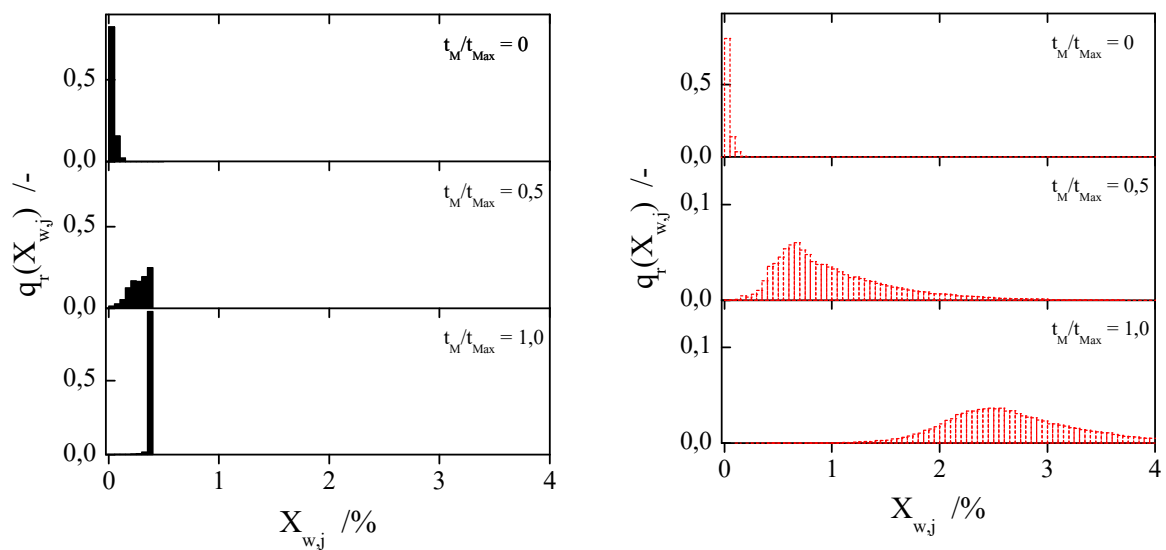 t_M/t_Max = 0
0,5
0,0
t_M/t_Max = 0,5
0,5
0,0
t_M/t_Max = 1,0
0,5
0,0
0 1 2 3 4
X_w,j /%
q_r(X_w,j) /-
t_M/t_Max = 0
0,5
0,0
t_M/t_Max = 0,5
0,1
0,0
t_M/t_Max = 1,0
0,1
0,0
0 1 2 3 4
X_w,j /%
q_r(X_w,j) /-